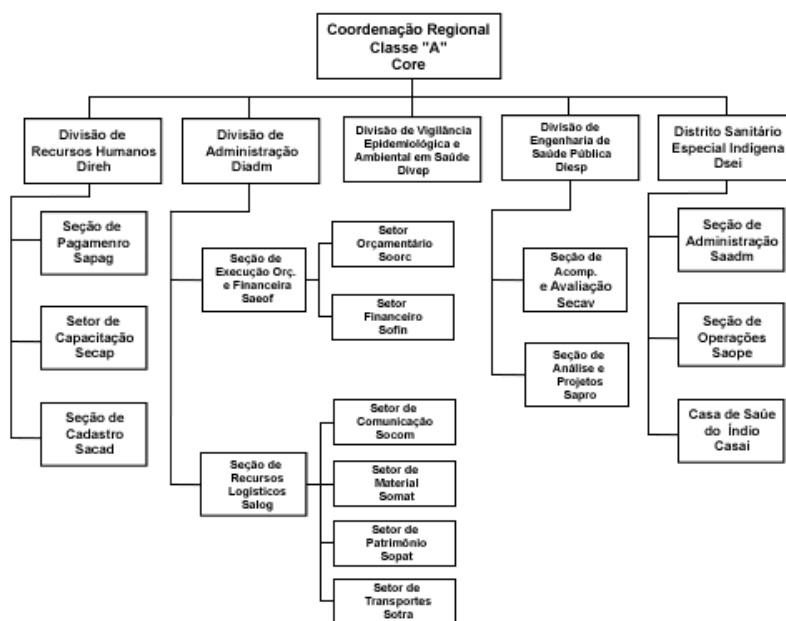 Coordenação Regional
Classe "A"
Core
Divisão de
Recursos Humanos
Direh
Divisão de
Administração
Diadm
Divisão de Vigilância
Epidemiológica e
Ambiental em Saúde
Divep
Divisão de
Engenharia de
Saúde Pública
Diesp
Distrito Sanitário
Especial Indígena
Dsei
Seção de
Pagamenro
Sapag
Setor de
Capacitação
Secap
Seção de
Cadastro
Sacad
Seção de
Execução Orç.
e Financeira
Saeof
Setor
Orçamentário
Soorc
Setor
Financeiro
Sofin
Seção de
Recursos
Logísticos
Salog
Setor de
Comunicação
Socom
Setor de
Material
Somat
Setor de
Patrimônio
Sopat
Setor de
Transportes
Sotra
Seção de
Acomp.
e Avaliação
Secav
Seção de
Análise e
Projetos
Sapro
Seção de
Administração
Saadm
Seção de
Operações
Saope
Casa de Saûe
do Índio
Casai